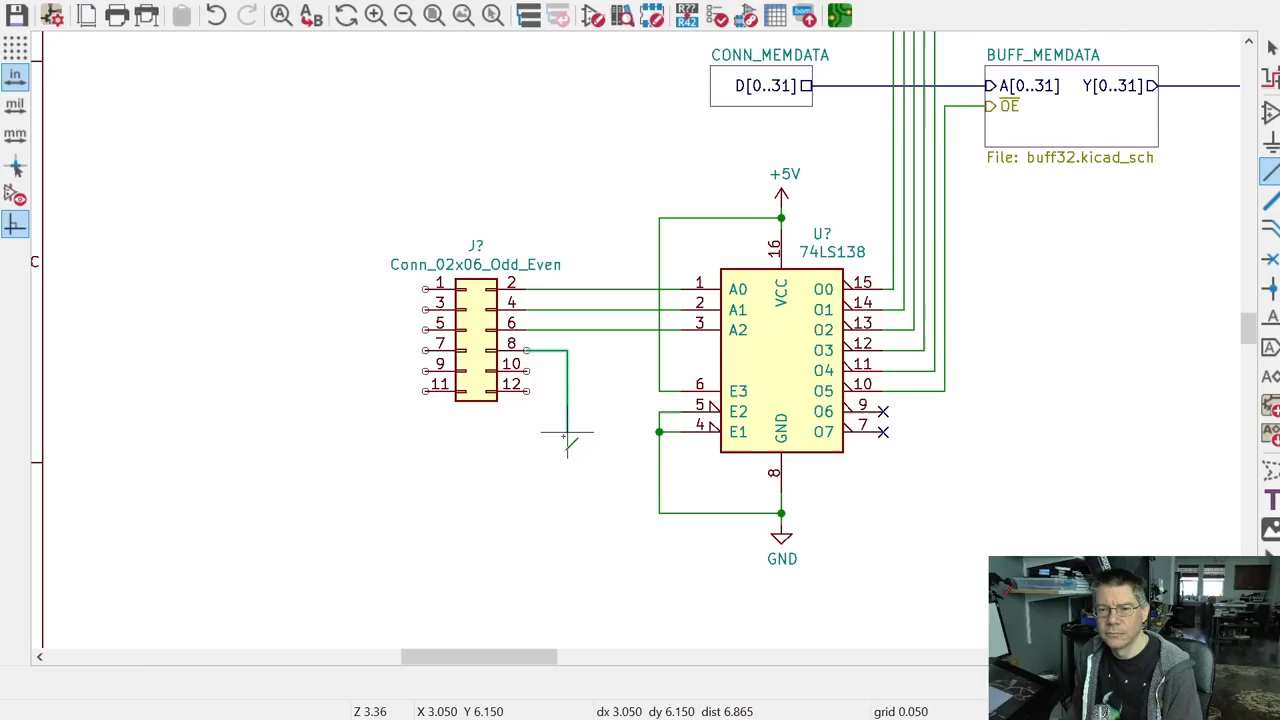 in
mil
mm
R??
R42
bom
CONN_MEMDATA
D[0..31]
BUFF_MEMDATA
A[0..31] Y[0..31]
OE
File: buff32.kicad_sch
+5V
U?
74LS138
16
VCC
J?
Conn_02x06_Odd_Even
1 2
3 4
5 6
7 8
9 10
11 12
1 A0 O0 15
2 A1 O1 14
3 A2 O2 13
O3 12
O4 11
6 E3 O5 10
5 E2 O6 9
4 E1 O7 7
GND
8
GND
C
A
A
A
T
Z 3.36 X 3.050 Y 6.150 dx 3.050 dy 6.150 dist 6.865 grid 0.050